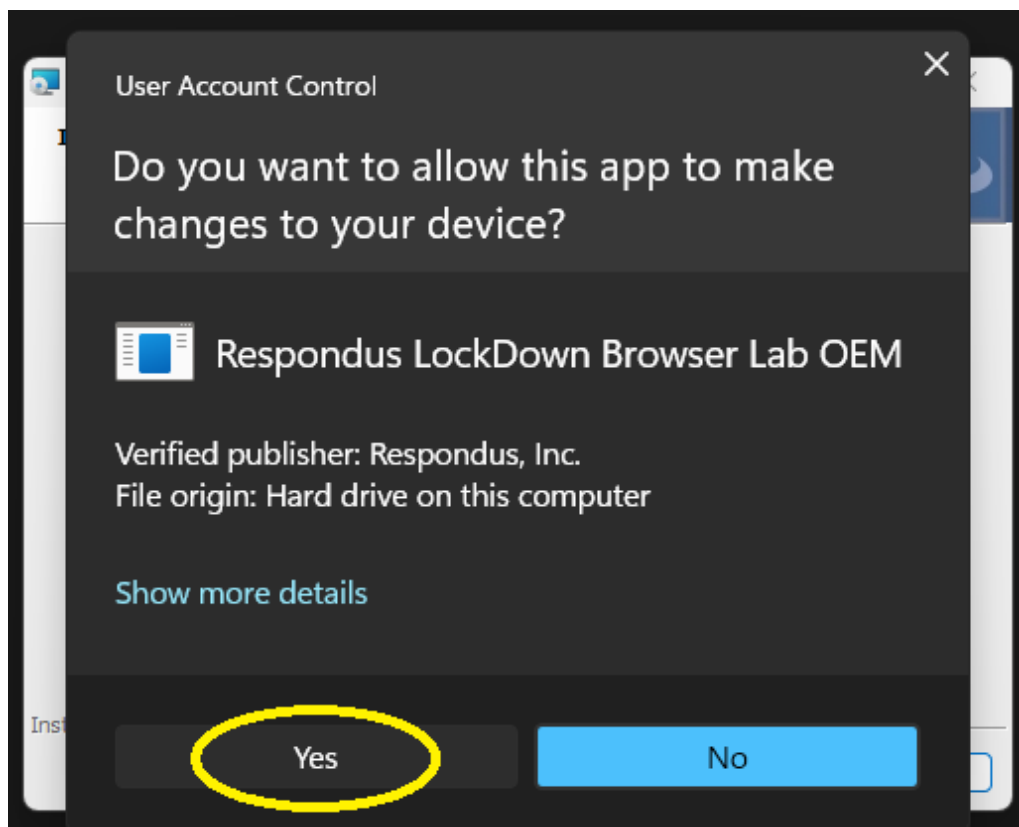 User Account Control
Do you want to allow this app to make
changes to your device?
Respondus LockDown Browser Lab OEM
Verified publisher: Respondus, Inc.
File origin: Hard drive on this computer
Show more details
Inst
Yes
No